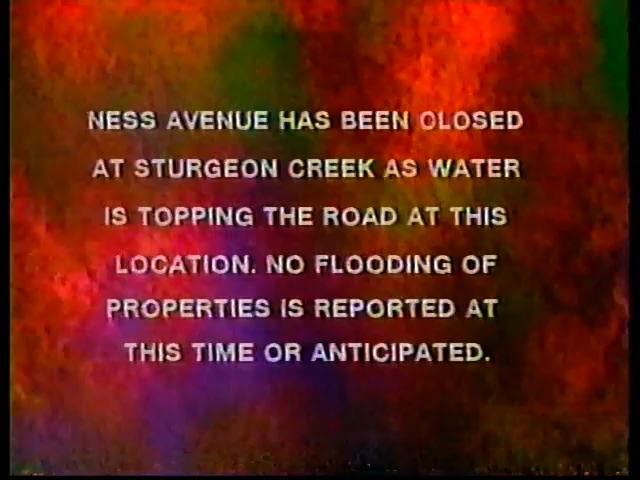 NESS AVENUE HAS BEEN CLOSED
AT STURGEON CREEK AS WATER
IS TOPPING THE ROAD AT THIS
LOCATION. NO FLOODING OF
PROPERTIES IS REPORTED AT
THIS TIME OR ANTICIPATED.